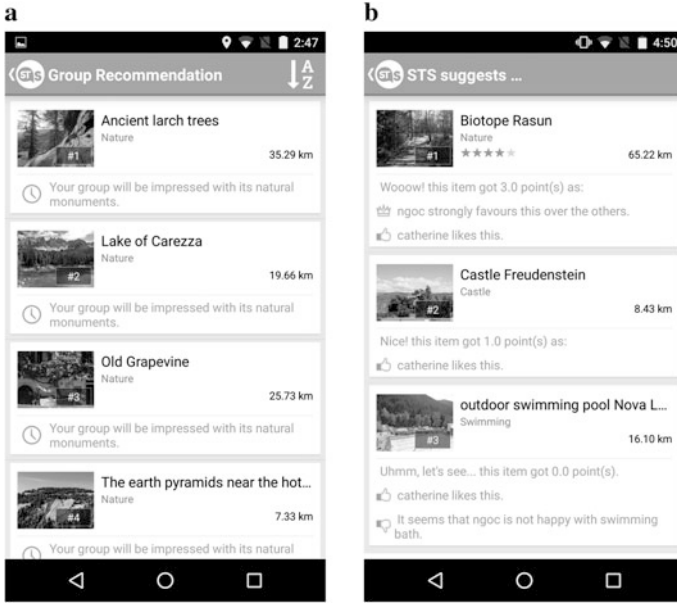 a
2:47
STS Group Recommendation
A
Z
Ancient larch trees
Nature
#1
35.29 km
Your group will be impressed with its natural
monuments.
Lake of Carezza
Nature
#2
19.66 km
Your group will be impressed with its natural
monuments.
Old Grapevine
Nature
#3
25.73 km
Your group will be impressed with its natural
monuments.
The earth pyramids near the hot...
Nature
#4
7.33 km
Your group will be impressed with its natural
b
4:50
STS STS suggests ...
Biotope Rasun
Nature
#1
65.22 km
Wooow! this item got 3.0 point(s) as:
ngoc strongly favours this over the others.
catherine likes this.
Castle Freudenstein
Castle
#2
8.43 km
Nice! this item got 1.0 point(s) as:
catherine likes this.
outdoor swimming pool Nova L...
Swimming
#3
16.10 km
Uhmm, let's see... this item got 0.0 point(s).
catherine likes this.
It seems that ngoc is not happy with swimming
bath.